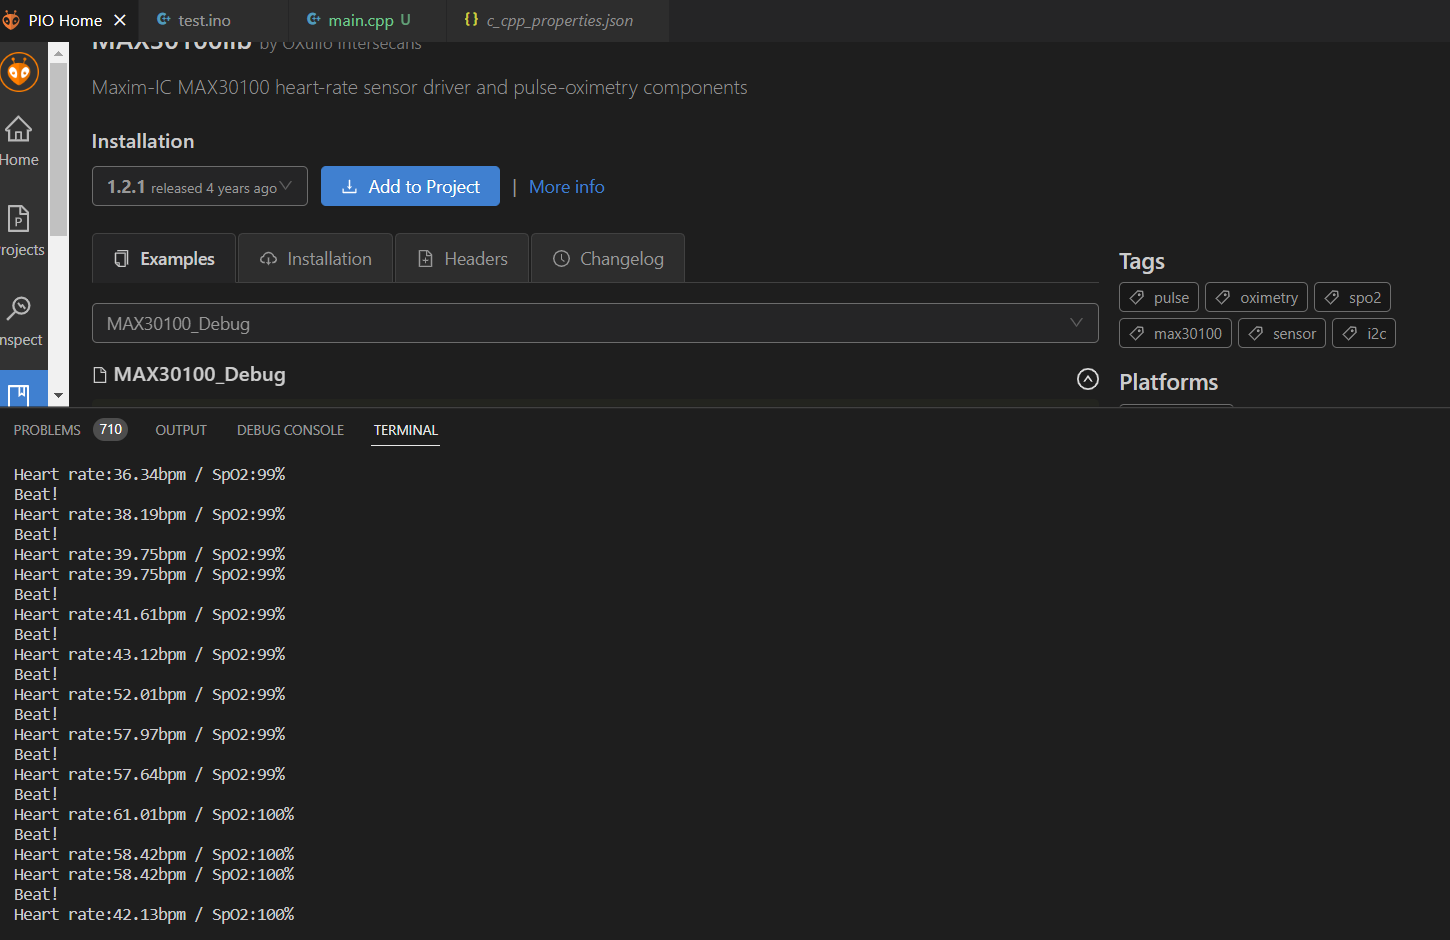 PIO Home
test.ino
main.cpp U
{} c_cpp_properties.json
MAX30100lib by OXullo Intersecans
Maxim-IC MAX30100 heart-rate sensor driver and pulse-oximetry components
Installation
1.2.1 released 4 years ago
Add to Project | More info
Home
rojects
nspect
Examples
Installation
Headers
Changelog
MAX30100_Debug
MAX30100_Debug
Tags
pulse
oximetry
spo2
max30100
sensor
i2c
Platforms
PROBLEMS 710 OUTPUT DEBUG CONSOLE TERMINAL
Heart rate:36.34bpm / SpO2:99%
Beat!
Heart rate:38.19bpm / SpO2:99%
Beat!
Heart rate:39.75bpm / SpO2:99%
Heart rate:39.75bpm / SpO2:99%
Beat!
Heart rate:41.61bpm / SpO2:99%
Beat!
Heart rate:43.12bpm / SpO2:99%
Beat!
Heart rate:52.01bpm / SpO2:99%
Beat!
Heart rate:57.97bpm / SpO2:99%
Beat!
Heart rate:57.64bpm / SpO2:99%
Beat!
Heart rate:61.01bpm / SpO2:100%
Beat!
Heart rate:58.42bpm / SpO2:100%
Heart rate:58.42bpm / SpO2:100%
Beat!
Heart rate:42.13bpm / SpO2:100%